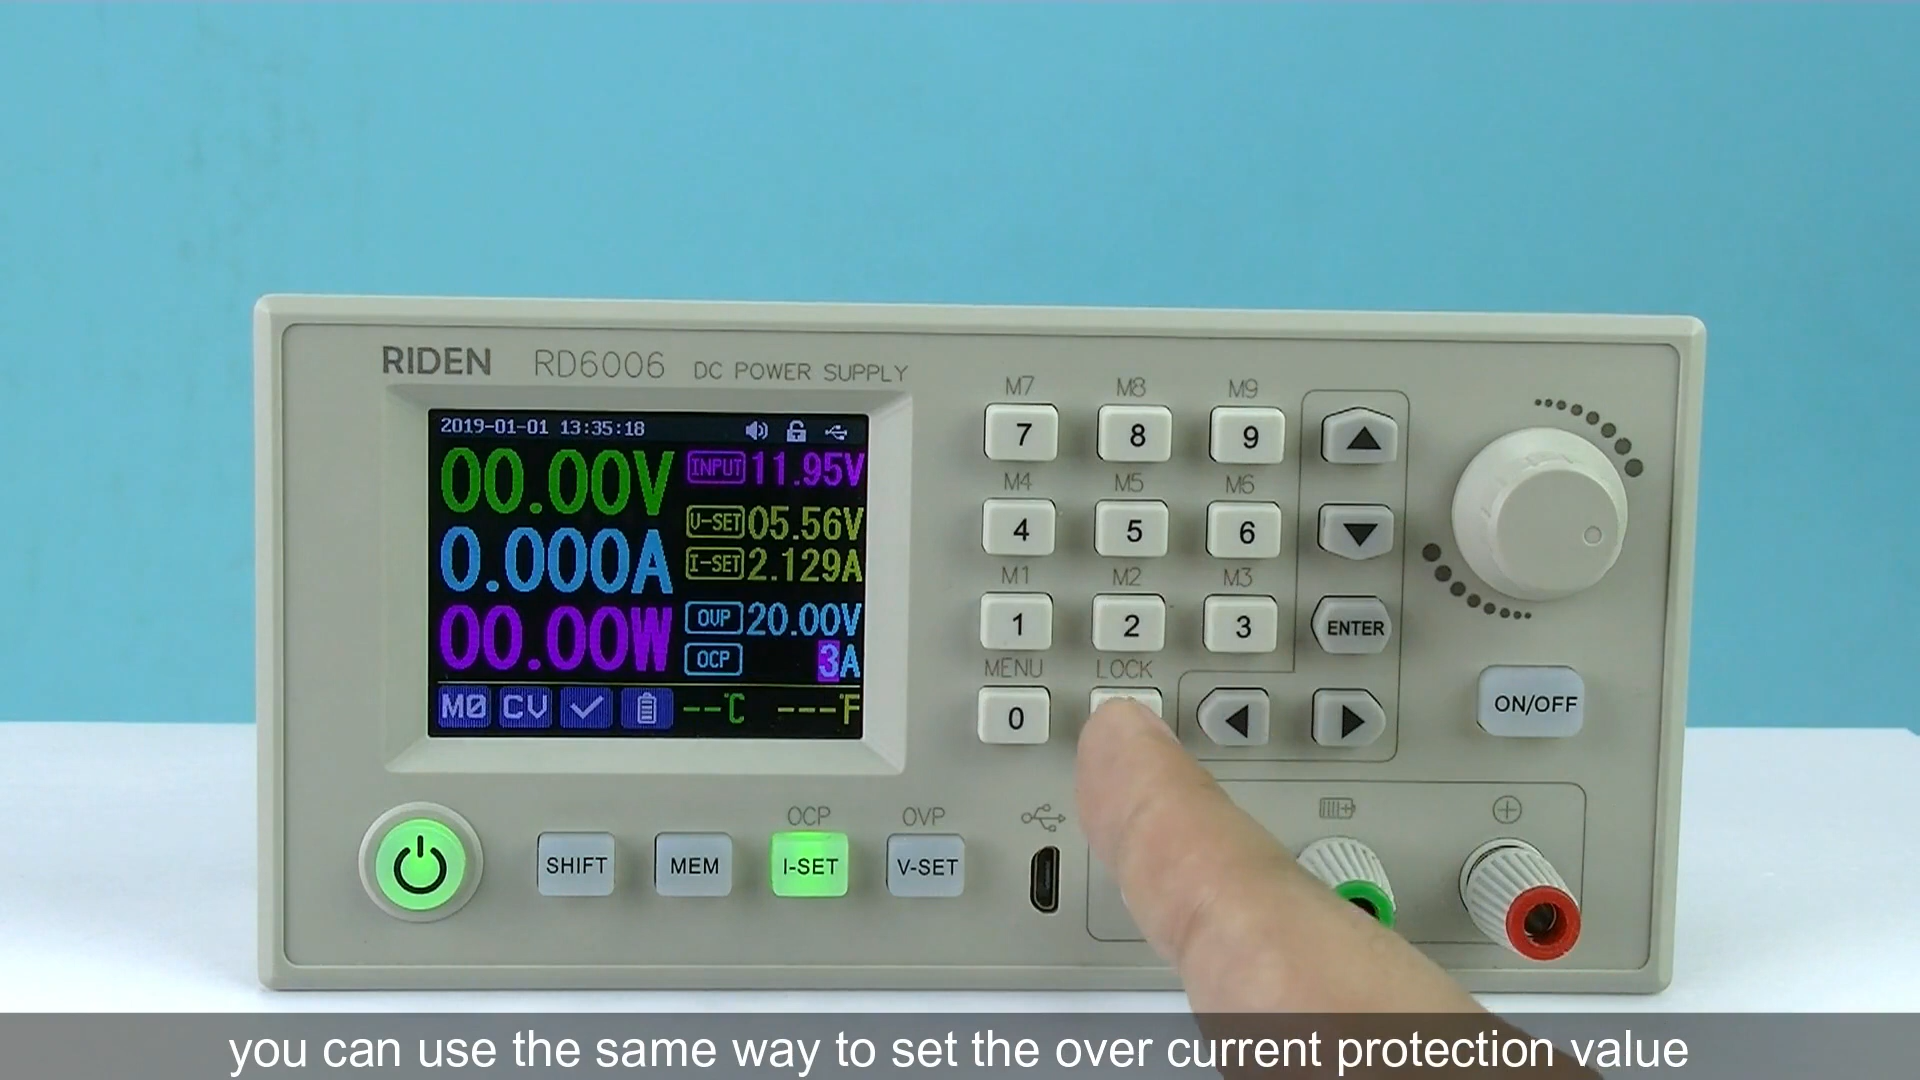 RIDEN RD6006 DC POWER SUPPLY
2019-01-01 13:35:18
00.00V
0.000A
00.00W
INPUT 11.95V
V-SET 05.56V
I-SET 2.129A
OVP 20.00V
OCP 3A
M0 CV --°C ---°F
M7 M8 M9
7 8 9
M4 M5 M6
4 5 6
M1 M2 M3
1 2 3
ENTER
MENU LOCK
0
ON/OFF
OCP OVP
SHIFT MEM I-SET V-SET
you can use the same way to set the over current protection value